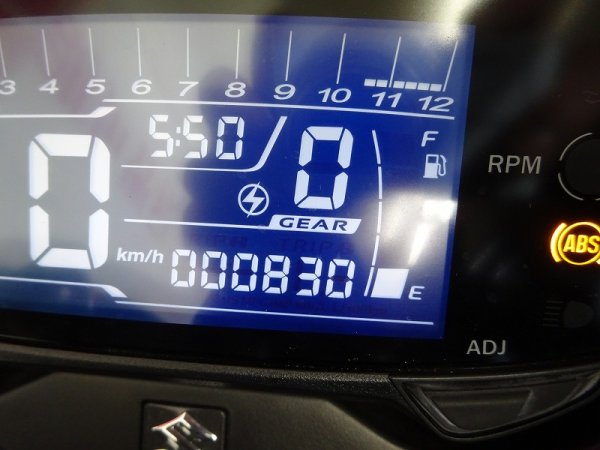 3 4 5 6 7 8 9 10 11 12
5:50
0
F
RPM
0
GEAR
ABS
km/h
000830
E
ADJ